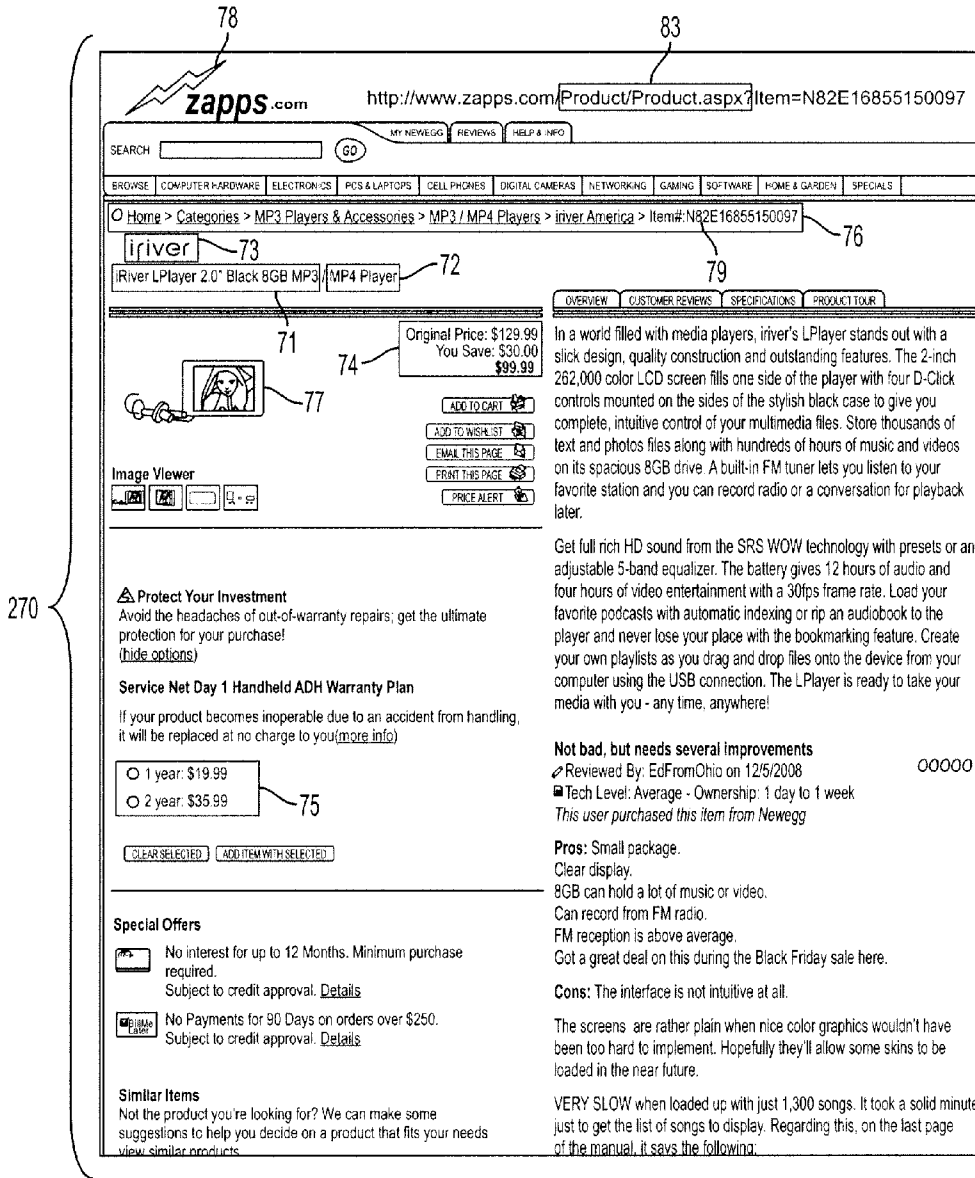 78
83
zapps.com
http://www.zapps.com/Product/Product.aspx?Item=N82E16855150097
MY NEWEGG REVIEWS HELP & INFO
SEARCH GO
BROWSE COMPUTER HARDWARE ELECTRONICS PCS & LAPTOPS CELL PHONES DIGITAL CAMERAS NETWORKING GAMING SOFTWARE HOME & GARDEN SPECIALS
Home > Categories > MP3 Players & Accessories > MP3 / MP4 Players > iriver America > Item#:N82E16855150097
76
iriver
73
79
iRiver LPlayer 2.0" Black 8GB MP3 / MP4 Player
72
71
OVERVIEW CUSTOMER REVIEWS SPECIFICATIONS PRODUCT TOUR
Original Price: $129.99
You Save: $30.00
$99.99
74
77
ADD TO CART
ADD TO WISHLIST
EMAIL THIS PAGE
PRINT THIS PAGE
PRICE ALERT
Image Viewer
270
Protect Your Investment
Avoid the headaches of out-of-warranty repairs; get the ultimate
protection for your purchase!
(hide options)
Service Net Day 1 Handheld ADH Warranty Plan
If your product becomes inoperable due to an accident from handling,
it will be replaced at no charge to you(more info)
1 year: $19.99
2 year: $35.99
75
CLEAR SELECTED ADD ITEM WITH SELECTED
Special Offers
No interest for up to 12 Months. Minimum purchase
required.
Subject to credit approval. Details
BillMe
Later
No Payments for 90 Days on orders over $250.
Subject to credit approval. Details
Similar Items
Not the product you're looking for? We can make some
suggestions to help you decide on a product that fits your needs
view similar products
In a world filled with media players, iriver's LPlayer stands out with a
slick design, quality construction and outstanding features. The 2-inch
262,000 color LCD screen fills one side of the player with four D-Click
controls mounted on the sides of the stylish black case to give you
complete, intuitive control of your multimedia files. Store thousands of
text and photos files along with hundreds of hours of music and videos
on its spacious 8GB drive. A built-in FM tuner lets you listen to your
favorite station and you can record radio or a conversation for playback
later.
Get full rich HD sound from the SRS WOW technology with presets or an
adjustable 5-band equalizer. The battery gives 12 hours of audio and
four hours of video entertainment with a 30fps frame rate. Load your
favorite podcasts with automatic indexing or rip an audiobook to the
player and never lose your place with the bookmarking feature. Create
your own playlists as you drag and drop files onto the device from your
computer using the USB connection. The LPlayer is ready to take your
media with you - any time, anywhere!
Not bad, but needs several improvements
Reviewed By: EdFromOhio on 12/5/2008
Tech Level: Average - Ownership: 1 day to 1 week
This user purchased this item from Newegg
Pros: Small package.
Clear display.
8GB can hold a lot of music or video.
Can record from FM radio.
FM reception is above average.
Got a great deal on this during the Black Friday sale here.
Cons: The interface is not intuitive at all.
The screens are rather plain when nice color graphics wouldn't have
been too hard to implement. Hopefully they'll allow some skins to be
loaded in the near future.
VERY SLOW when loaded up with just 1,300 songs. It took a solid minute
just to get the list of songs to display. Regarding this, on the last page
of the manual, it says the following: